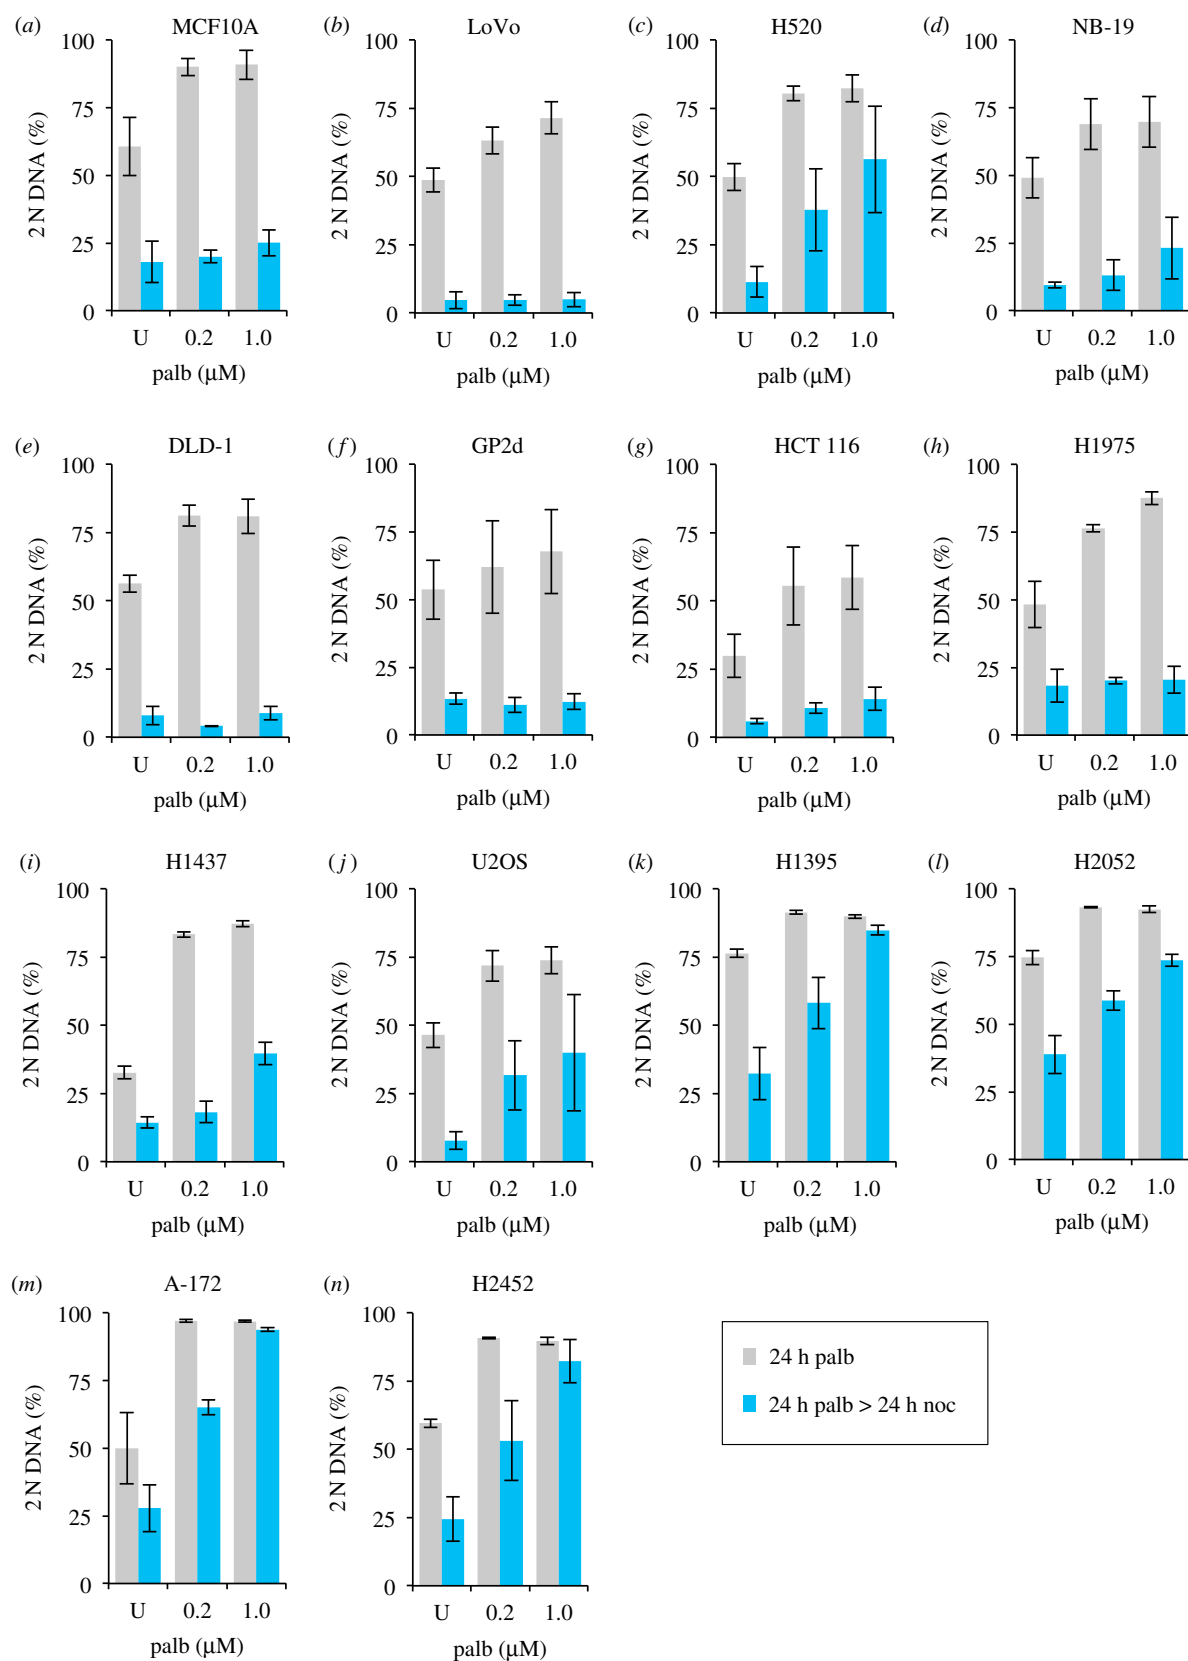 (a) MCF10A
100
75
50
25
0
2 N DNA (%)
U 0.2 1.0
palb (µM)
(b) LoVo
100
75
50
25
0
2 N DNA (%)
U 0.2 1.0
palb (µM)
(c) H520
100
75
50
25
0
2 N DNA (%)
U 0.2 1.0
palb (µM)
(d) NB-19
100
75
50
25
0
2 N DNA (%)
U 0.2 1.0
palb (µM)
(e) DLD-1
100
75
50
25
0
2 N DNA (%)
U 0.2 1.0
palb (µM)
(f) GP2d
100
75
50
25
0
2 N DNA (%)
U 0.2 1.0
palb (µM)
(g) HCT 116
100
75
50
25
0
2 N DNA (%)
U 0.2 1.0
palb (µM)
(h) H1975
100
75
50
25
0
2 N DNA (%)
U 0.2 1.0
palb (µM)
(i) H1437
100
75
50
25
0
2 N DNA (%)
U 0.2 1.0
palb (µM)
(j) U2OS
100
75
50
25
0
2 N DNA (%)
U 0.2 1.0
palb (µM)
(k) H1395
100
75
50
25
0
2 N DNA (%)
U 0.2 1.0
palb (µM)
(l) H2052
100
75
50
25
0
2 N DNA (%)
U 0.2 1.0
palb (µM)
(m) A-172
100
75
50
25
0
2 N DNA (%)
U 0.2 1.0
palb (µM)
(n) H2452
100
75
50
25
0
2 N DNA (%)
U 0.2 1.0
palb (µM)
24 h palb
24 h palb > 24 h noc